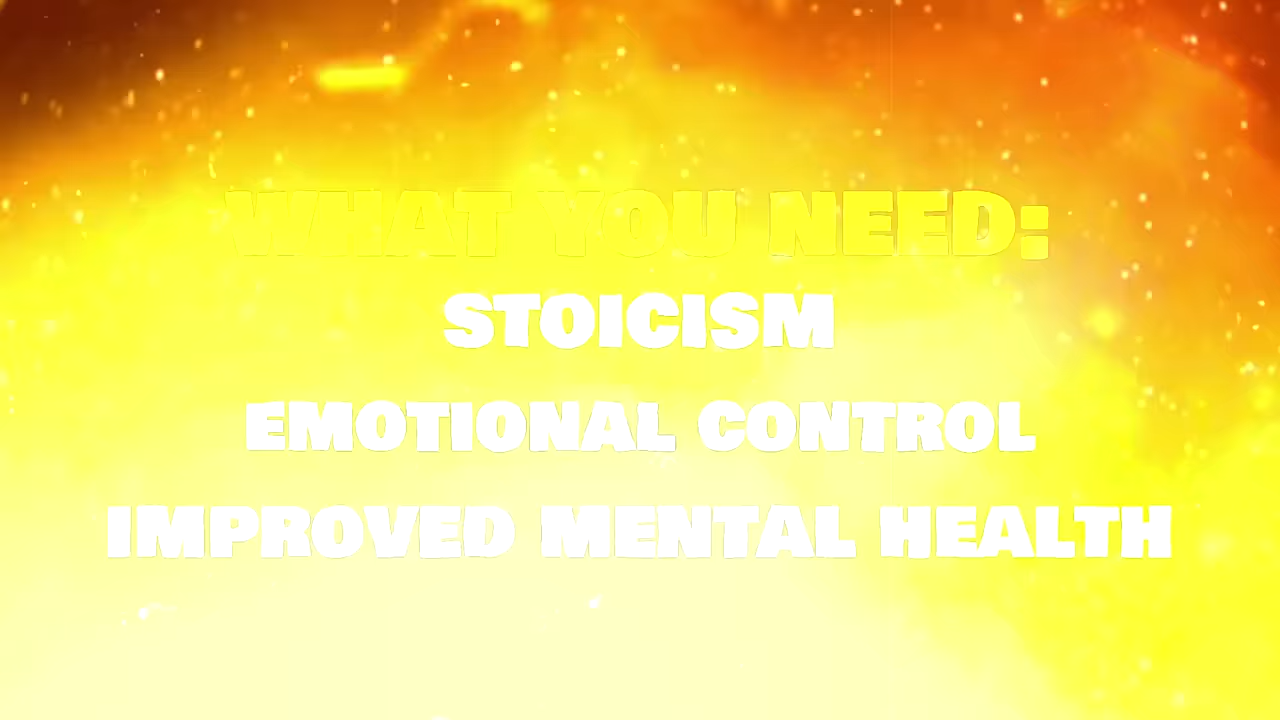 WHAT YOU NEED:
STOICISM
EMOTIONAL CONTROL
IMPROVED MENTAL HEALTH